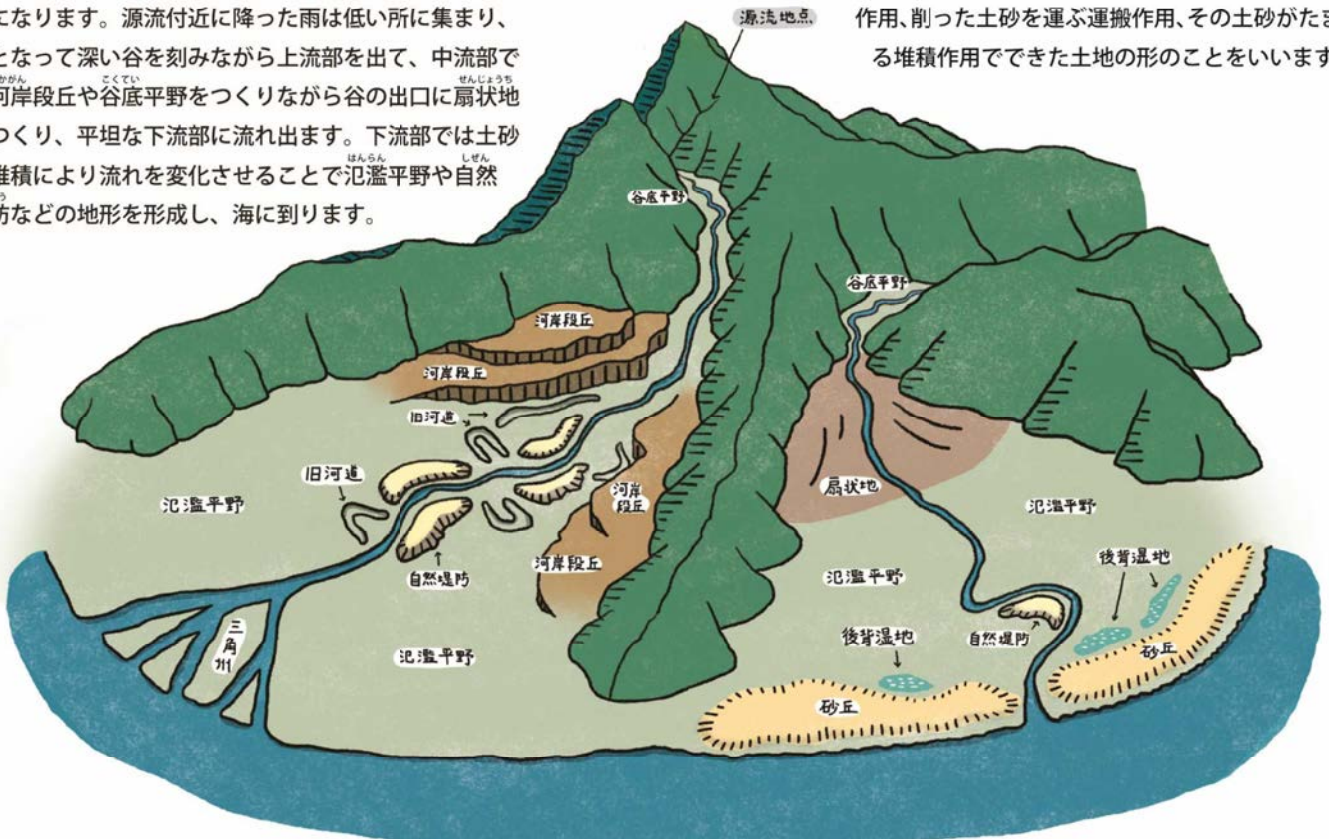 になります。源流付近に降った雨は低い所に集まり、
となって深い谷を刻みながら上流部を出て、中流部で
河岸段丘や谷底平野をつくりながら谷の出口に扇状地
つくり、平坦な下流部に流れ出ます。下流部では土砂
堆積により流れを変化させることで氾濫平野や自然
防などの地形を形成し、海に到ります。
作用、削った土砂を運ぶ運搬作用、その土砂がたま
る堆積作用でできた土地の形のことをいいます
源流地点
谷底平野
谷底平野
河岸段丘
河岸段丘
旧河道
旧河道
氾濫平野
扇状地
河岸
段丘
氾濫平野
河岸段丘
自然堤防
氾濫平野
後背湿地
三角州
氾濫平野
後背湿地
自然堤防
砂丘
砂丘